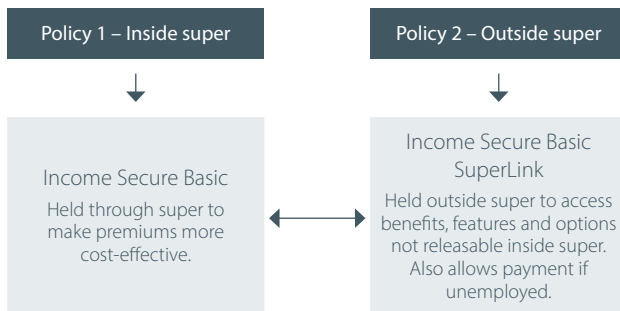 Policy 1 – Inside super
Policy 2 – Outside super
Income Secure Basic
Held through super to
make premiums more
cost-effective.
Income Secure Basic
SuperLink
Held outside super to access
benefits, features and options
not releasable inside super.
Also allows payment if
unemployed.